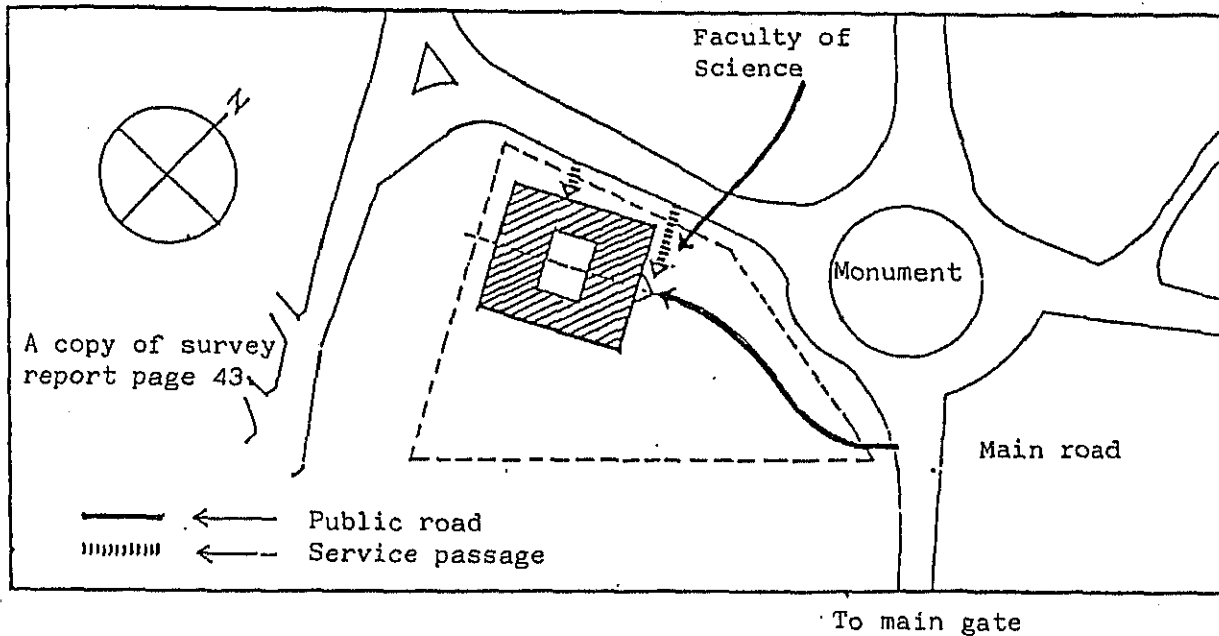 Faculty of
Science
N
Monument
A copy of survey
report page 43.
Main road
Public road
Service passage
To main gate